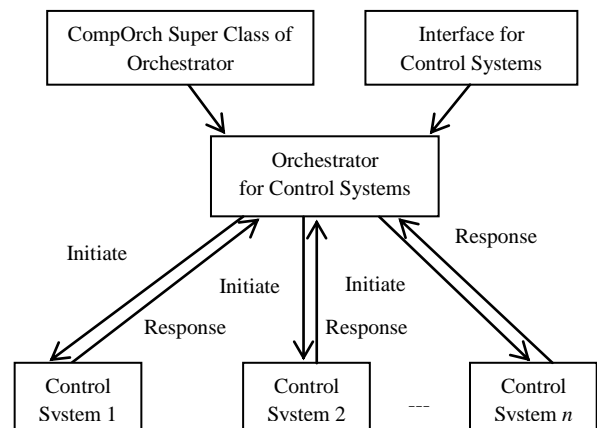 CompOrch Super Class of
Orchestrator
Interface for
Control Systems
Orchestrator
for Control Systems
Initiate
Response
Initiate
Response
Initiate
Response
Control
System 1
Control
System 2
---
Control
System n